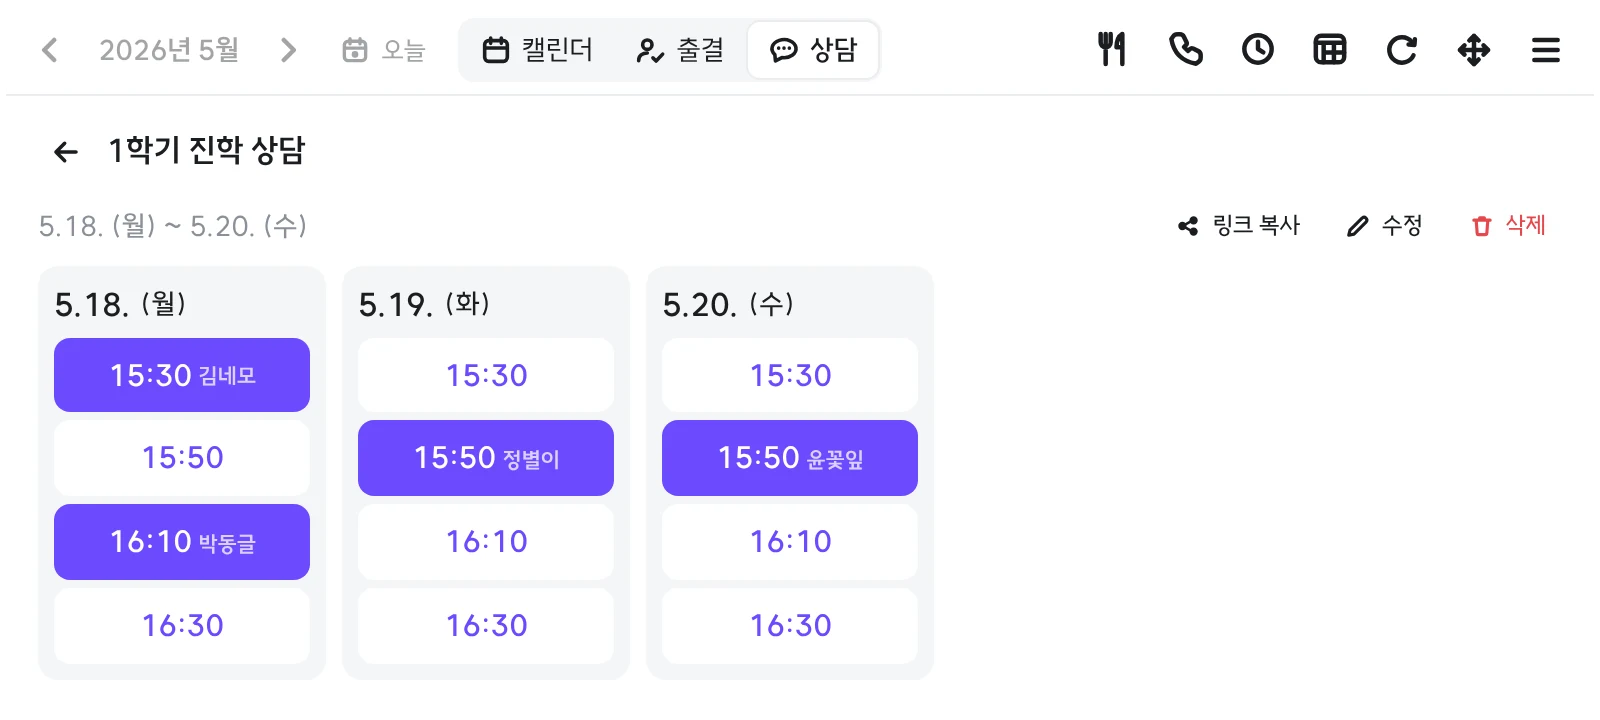 2026년 5월 오늘 캘린더 출결 상담
1학기 진학 상담
5.18. (월) ~ 5.20. (수) 링크 복사 수정 삭제
5.18. (월)
15:30 김네모
15:50
16:10 박동글
16:30
5.19. (화)
15:30
15:50 정별이
16:10
16:30
5.20. (수)
15:30
15:50 윤꽃잎
16:10
16:30